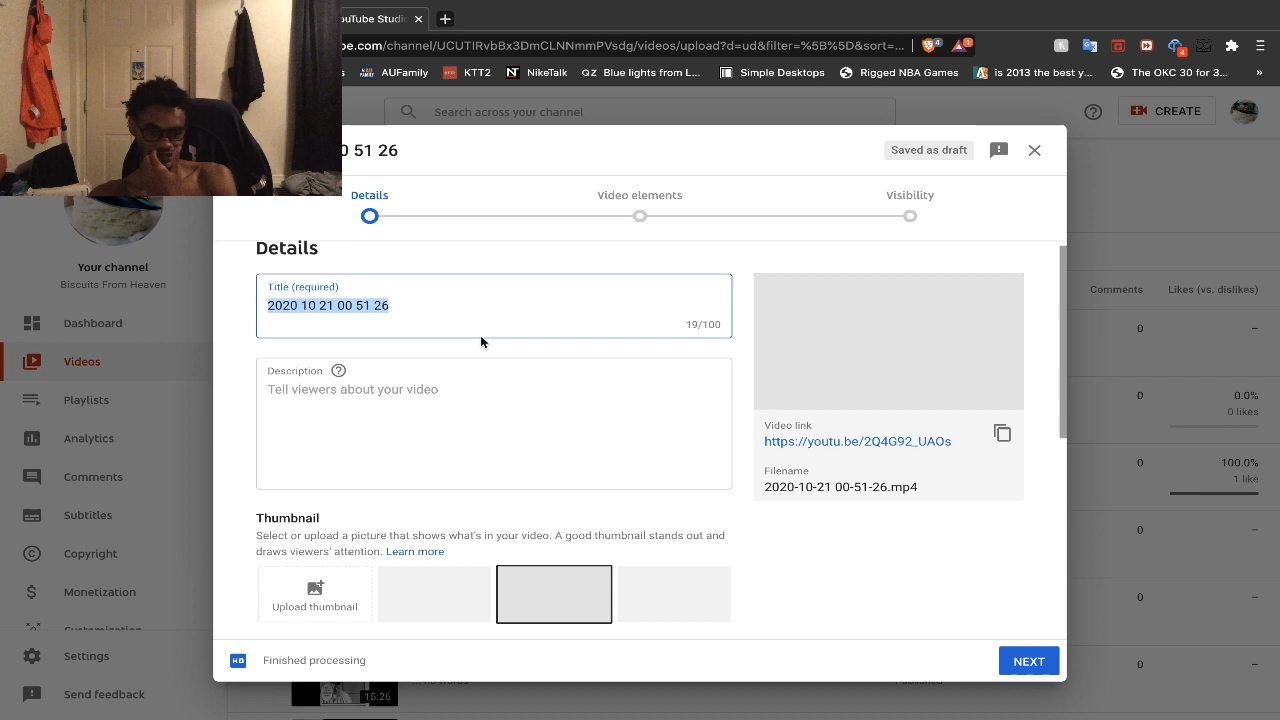 ouTube Studi
be.com/channel/UCUTIRvbBx3DmCLNNmmPVsdg/videos/upload?d=ud&filter=%5B%5D&sort=...
4
1
4
AUFamily
KTT KTT2
N NikeTalk
QZ Blue lights from L...
Simple Desktops
Rigged NBA Games
is 2013 the best y...
The OKC 30 for 3...
»
Search across your channel
CREATE
0 51 26
Saved as draft
Details
Video elements
Visibility
Your channel
Biscuits From Heaven
Dashboard
Videos
Playlists
Analytics
Comments
Subtitles
Copyright
Monetization
Customization
Settings
Send feedback
Details
Title (required)
2020 10 21 00 51 26
19/100
Description
Tell viewers about your video
Video link
https://youtu.be/2Q4G92_UAOs
Filename
2020-10-21 00-51-26.mp4
Thumbnail
Select or upload a picture that shows what's in your video. A good thumbnail stands out and
draws viewers' attention. Learn more
Upload thumbnail
HD Finished processing
NEXT
15:26
Comments
Likes (vs. dislikes)
0
–
0
0.0%
0 likes
0
100.0%
1 like
0
–
0
–
0
–